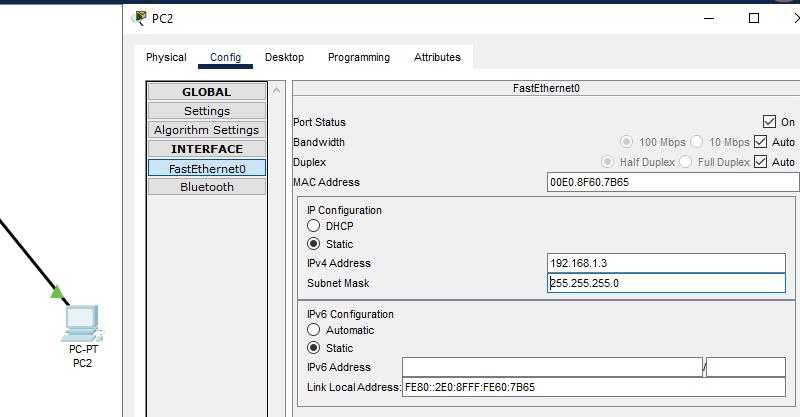 PC2
Physical Config Desktop Programming Attributes
GLOBAL
Settings
Algorithm Settings
INTERFACE
FastEthernet0
Bluetooth
FastEthernet0
Port Status On
Bandwidth 100 Mbps 10 Mbps Auto
Duplex Half Duplex Full Duplex Auto
MAC Address 00E0.8F60.7B65
IP Configuration
DHCP
Static
IPv4 Address 192.168.1.3
Subnet Mask 255.255.255.0
IPv6 Configuration
Automatic
Static
IPv6 Address /
Link Local Address: FE80::2E0:8FFF:FE60:7B65
PC-PT
PC2